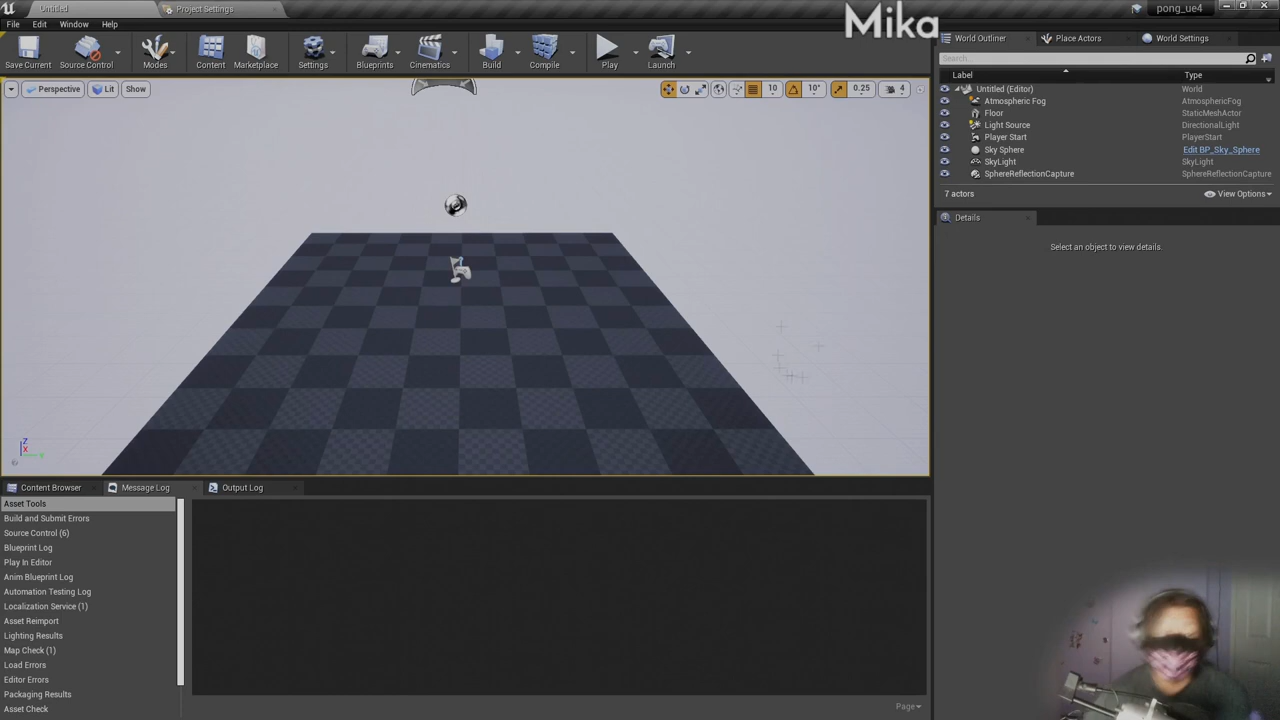 Untitled
Project Settings
Mika
pong_ue4
File
Edit
Window
Help
Save Current
Source Control
Modes
Content
Marketplace
Settings
Blueprints
Cinematics
Build
Compile
Play
Launch
World Outliner
Place Actors
World Settings
Search...
Label
Type
Perspective
Lit
Show
10
10°
0.25
4
Untitled (Editor)
World
Atmospheric Fog
AtmosphericFog
Floor
StaticMeshActor
Light Source
DirectionalLight
Player Start
PlayerStart
Sky Sphere
Edit BP_Sky_Sphere
SkyLight
SkyLight
SphereReflectionCapture
SphereReflectionCapture
7 actors
View Options
Details
Select an object to view details.
Z
X
Y
Content Browser
Message Log
Output Log
Asset Tools
Build and Submit Errors
Source Control (6)
Blueprint Log
Play In Editor
Anim Blueprint Log
Automation Testing Log
Localization Service (1)
Asset Reimport
Lighting Results
Map Check (1)
Load Errors
Editor Errors
Packaging Results
Asset Check
Page